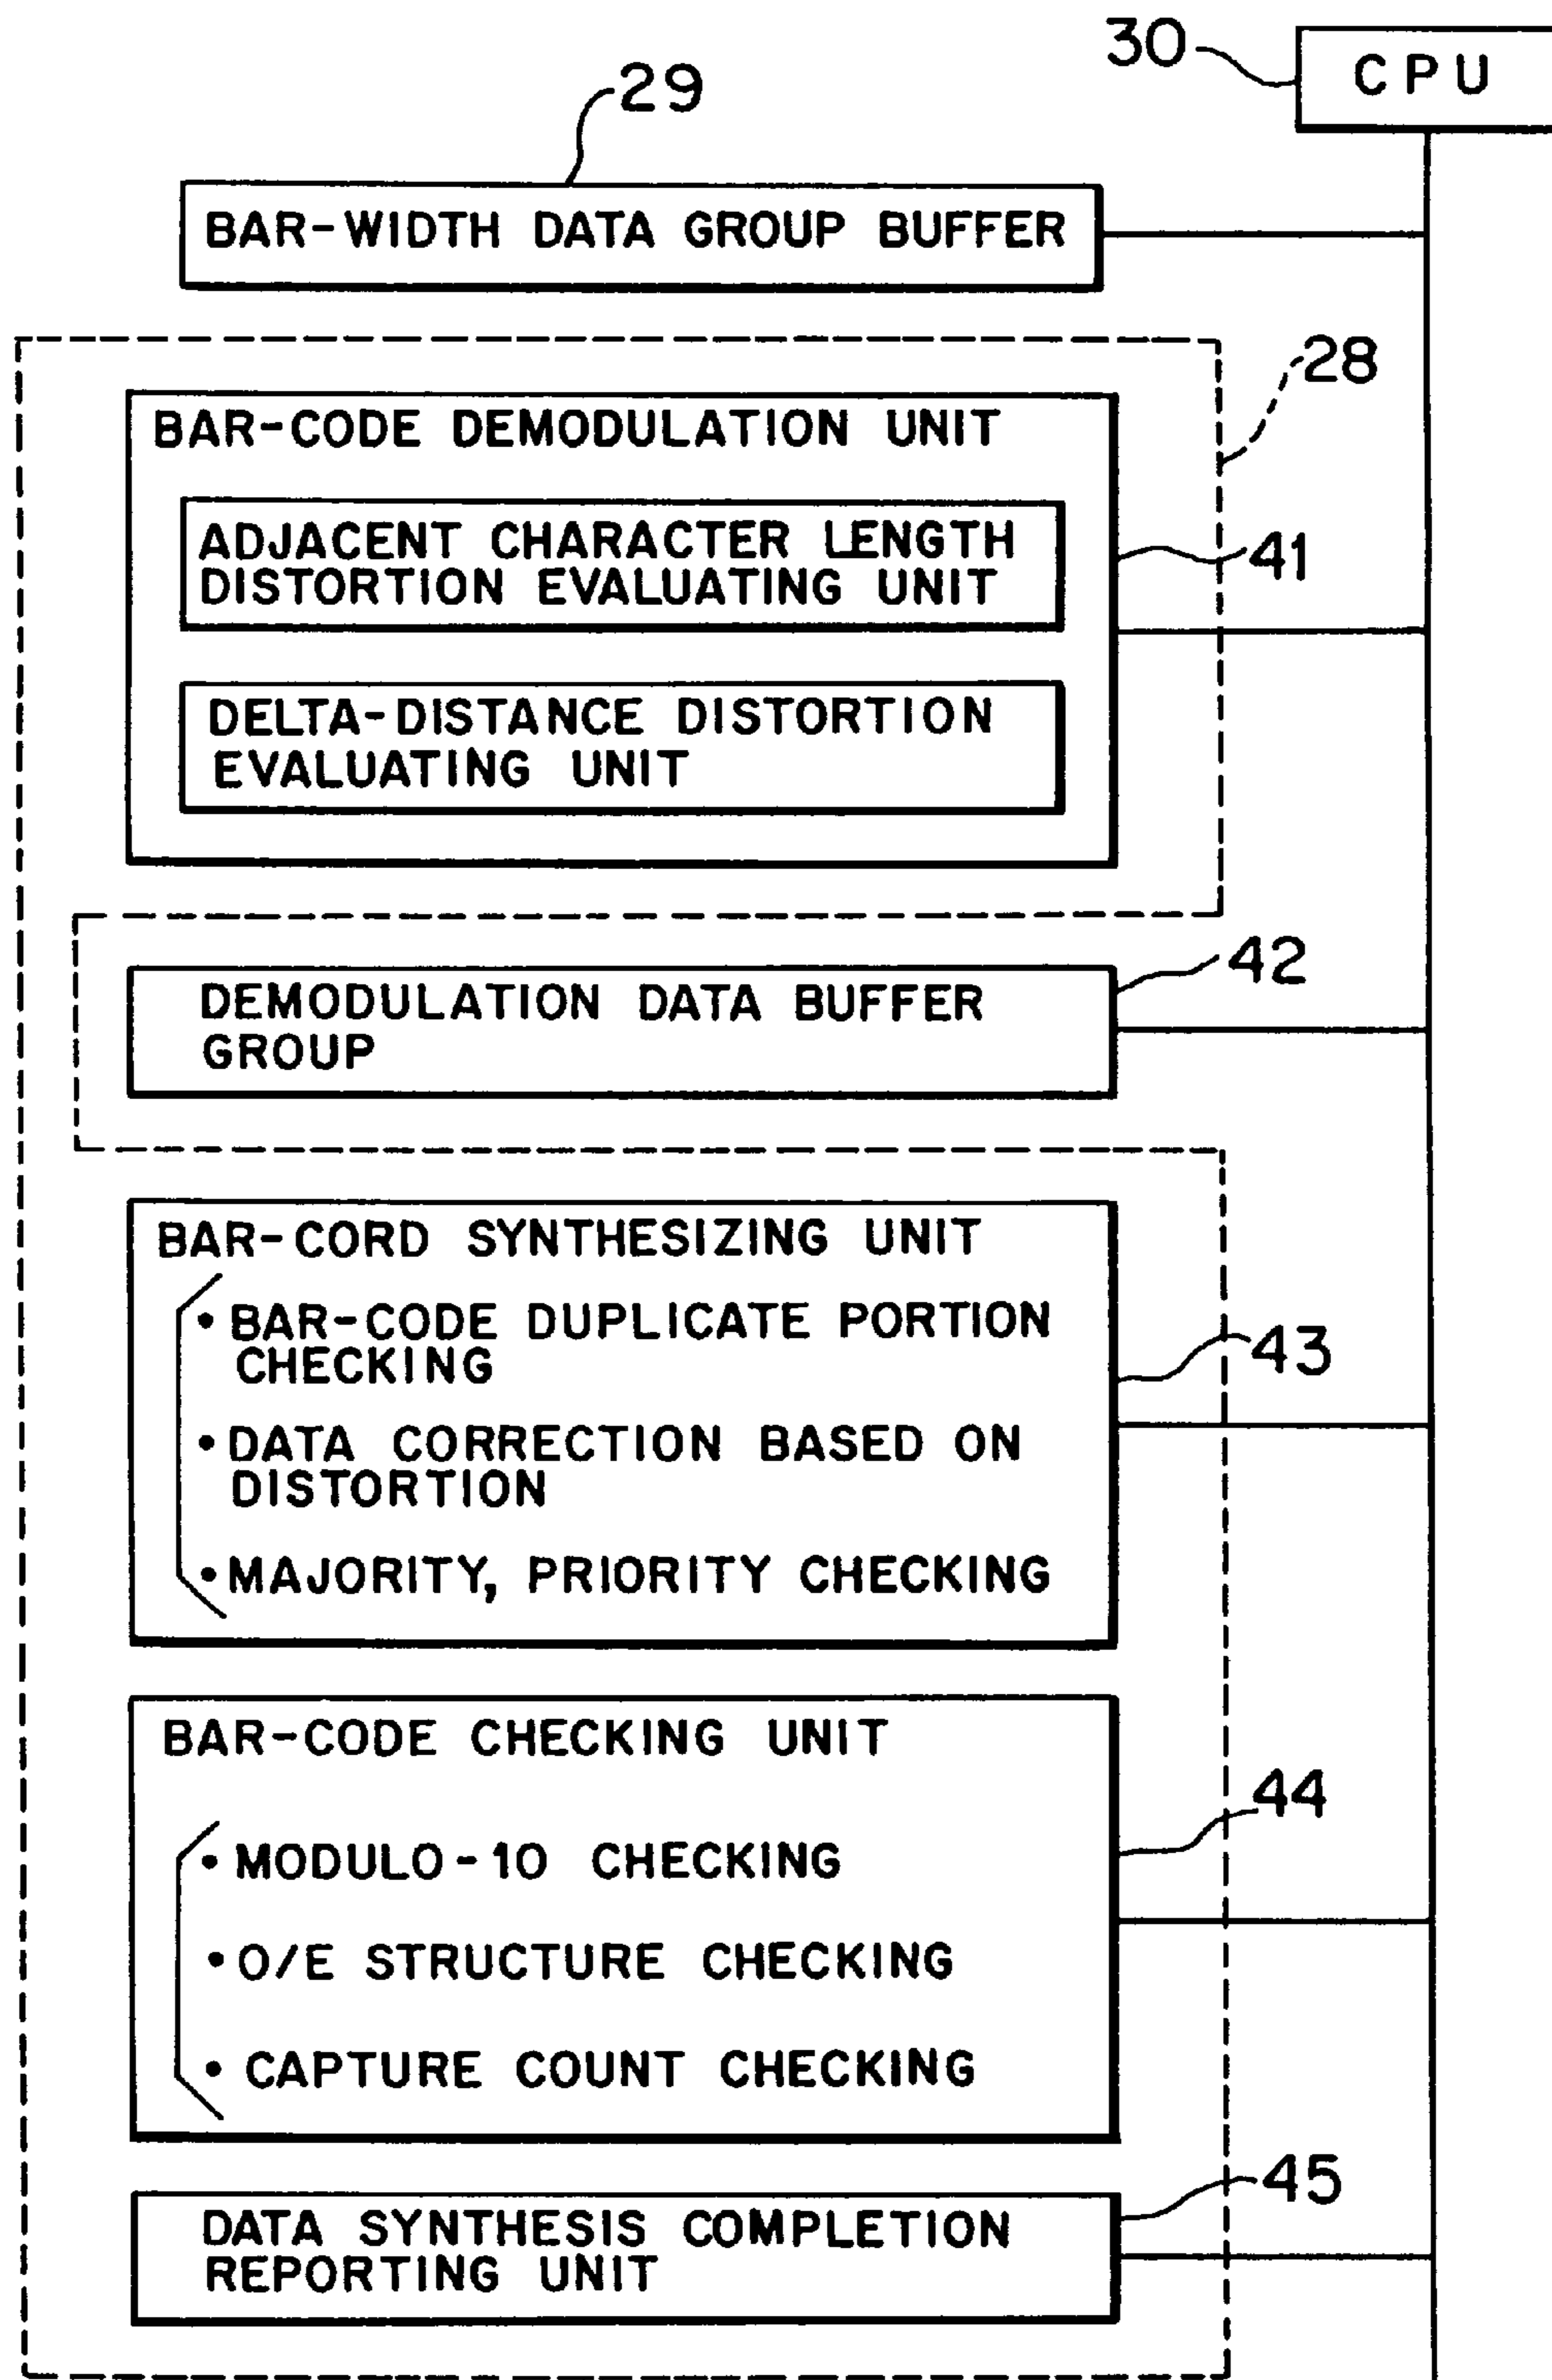 30
CPU
29
BAR-WIDTH DATA GROUP BUFFER
28
BAR-CODE DEMODULATION UNIT
ADJACENT CHARACTER LENGTH
DISTORTION EVALUATING UNIT
41
DELTA-DISTANCE DISTORTION
EVALUATING UNIT
42
DEMODULATION DATA BUFFER
GROUP
BAR-CORD SYNTHESIZING UNIT
• BAR-CODE DUPLICATE PORTION
CHECKING
43
• DATA CORRECTION BASED ON
DISTORTION
• MAJORITY, PRIORITY CHECKING
BAR-CODE CHECKING UNIT
44
• MODULO-10 CHECKING
• O/E STRUCTURE CHECKING
• CAPTURE COUNT CHECKING
45
DATA SYNTHESIS COMPLETION
REPORTING UNIT